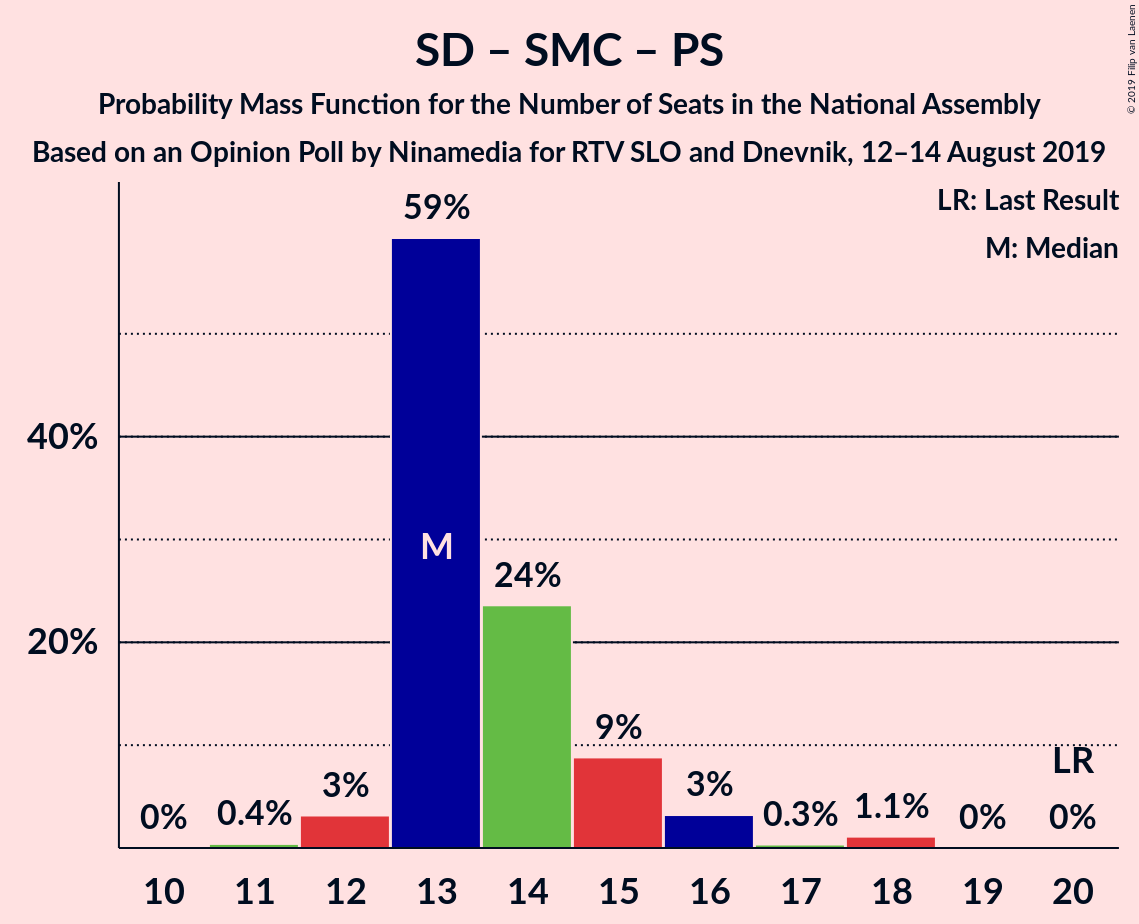 SD – SMC – PS
Probability Mass Function for the Number of Seats in the National Assembly
Based on an Opinion Poll by Ninamedia for RTV SLO and Dnevnik, 12–14 August 2019
© 2019 Filip van Laenen
LR: Last Result
M: Median
59%
40%
M
24%
20%
9%
LR
3%
3%
0%
0.4%
0.3%
1.1%
0%
0%
10 11 12 13 14 15 16 17 18 19 20